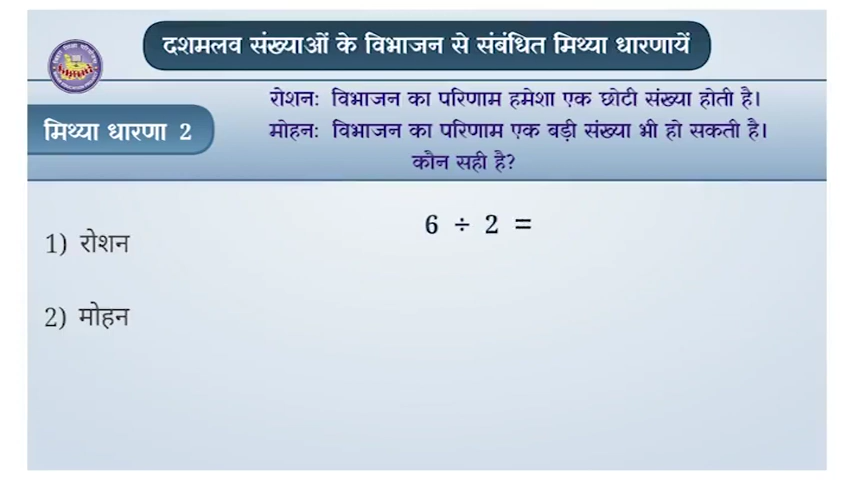 दशमलव संख्याओं के विभाजन से संबंधित मिथ्या धारणायें
रोशनः विभाजन का परिणाम हमेशा एक छोटी संख्या होती है।
मिथ्या धारणा 2
मोहनः विभाजन का परिणाम एक बड़ी संख्या भी हो सकती है।
कौन सही है?
6 ÷ 2 =
1) रोशन
2) मोहन